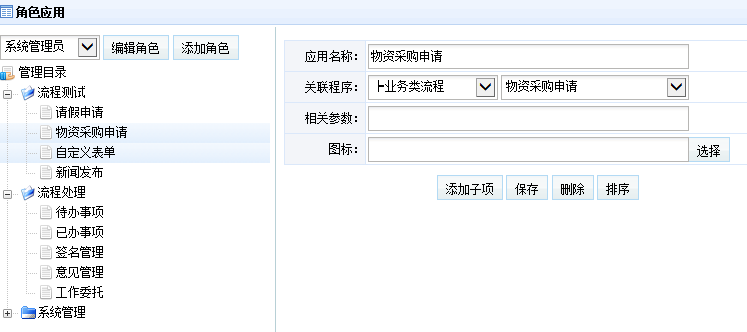 角色应用
系统管理员 编辑角色 添加角色
管理目录
流程测试
请假申请
物资采购申请
自定义表单
新闻发布
流程处理
待办事项
已办事项
签名管理
意见管理
工作委托
系统管理
应用名称： 物资采购申请
关联程序： ├业务类流程 物资采购申请
相关参数：
图标： 选择
添加子项 保存 删除 排序